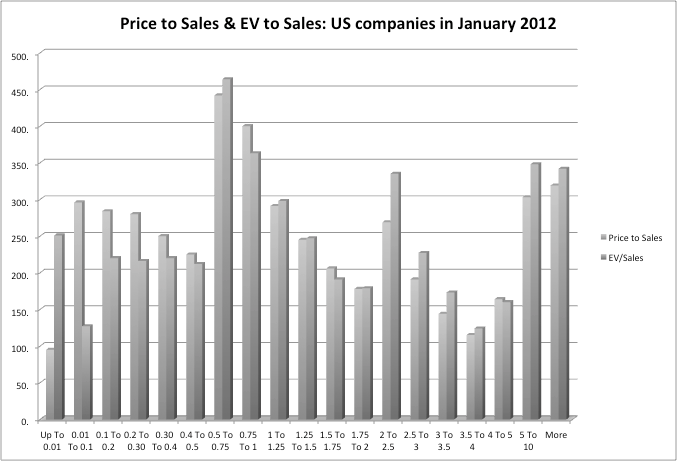 Price to Sales & EV to Sales: US companies in January 2012
500.
450.
400.
350.
300.
250.
200.
150.
100.
50.
0.
Up To 0.01 0.1 To 0.2 To 0.30 0.4 To 0.5 To 0.75 1 To 1.25 1.5 To 1.75 2 To 2.5 To 3 To 3.5 To 4 To 5 5 To More
0.01 To 0.1 0.2 0.30 To 0.4 0.5 0.75 To 1 1.25 To 1.5 1.75 To 2 2.5 3 3.5 4 10
Price to Sales
EV/Sales